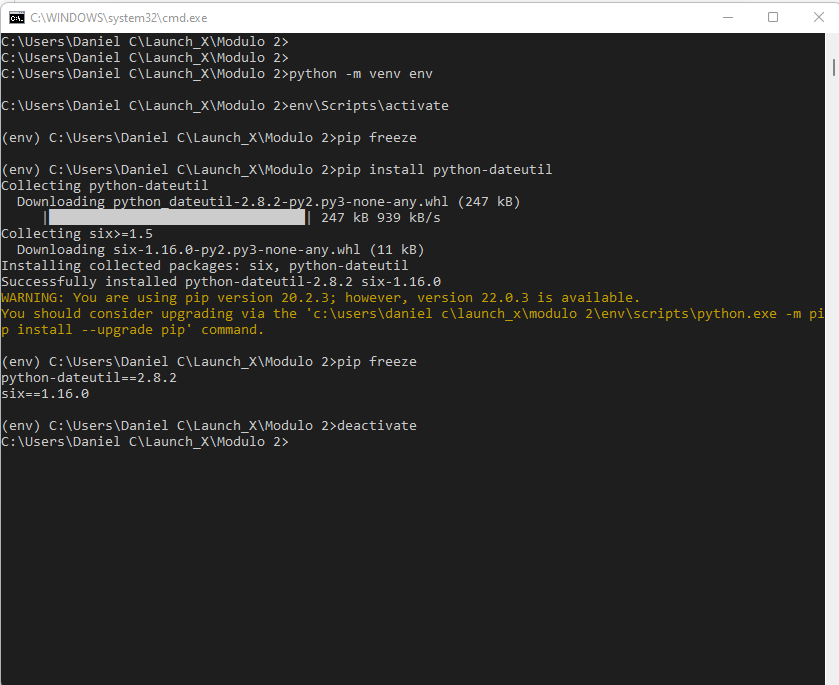 C:\WINDOWS\system32\cmd.exe
C:\Users\Daniel C\Launch_X\Modulo 2>
C:\Users\Daniel C\Launch_X\Modulo 2>
C:\Users\Daniel C\Launch_X\Modulo 2>python -m venv env
C:\Users\Daniel C\Launch_X\Modulo 2>env\Scripts\activate
(env) C:\Users\Daniel C\Launch_X\Modulo 2>pip freeze
(env) C:\Users\Daniel C\Launch_X\Modulo 2>pip install python-dateutil
Collecting python-dateutil
  Downloading python_dateutil-2.8.2-py2.py3-none-any.whl (247 kB)
     |████████████████████████████████| 247 kB 939 kB/s
Collecting six>=1.5
  Downloading six-1.16.0-py2.py3-none-any.whl (11 kB)
Installing collected packages: six, python-dateutil
Successfully installed python-dateutil-2.8.2 six-1.16.0
WARNING: You are using pip version 20.2.3; however, version 22.0.3 is available.
You should consider upgrading via the 'c:\users\daniel c\launch_x\modulo 2\env\scripts\python.exe -m pi
p install --upgrade pip' command.
(env) C:\Users\Daniel C\Launch_X\Modulo 2>pip freeze
python-dateutil==2.8.2
six==1.16.0
(env) C:\Users\Daniel C\Launch_X\Modulo 2>deactivate
C:\Users\Daniel C\Launch_X\Modulo 2>